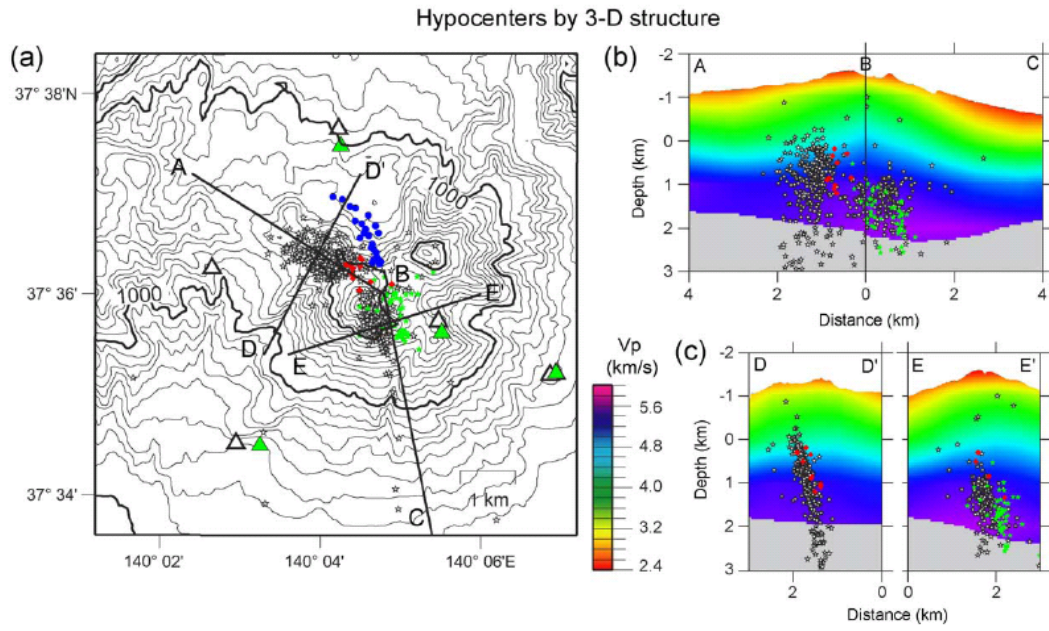 Hypocenters by 3-D structure
(a)
37° 38'N
37° 36'
37° 34'
140° 02'
140° 04'
140° 06'E
A
D'
1000
B
E'
1000
D
E
C
1 km
Vp
(km/s)
5.6
4.8
4.0
3.2
2.4
(b)
A
B
C
-2
-1
0
1
2
3
Depth (km)
4
2
0
2
4
Distance (km)
(c)
D
D'
E
E'
-2
-1
0
1
2
3
Depth (km)
2
0
0
2
Distance (km)